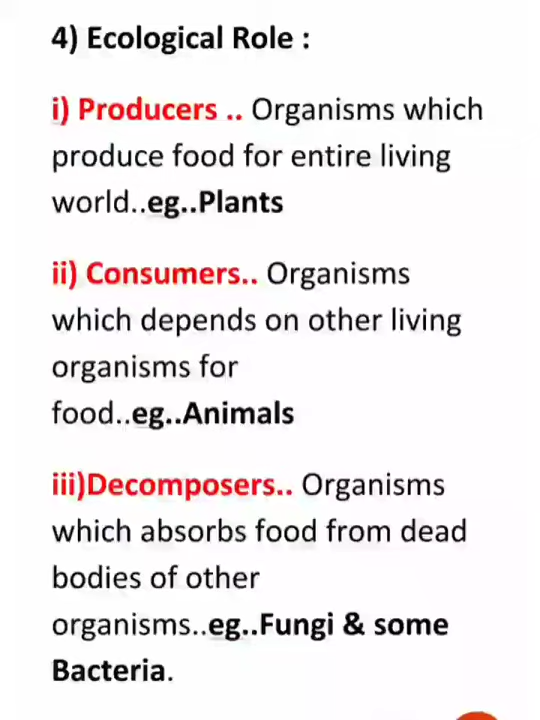 4) Ecological Role :
i) Producers .. Organisms which
produce food for entire living
world..eg..Plants
ii) Consumers.. Organisms
which depends on other living
organisms for
food..eg..Animals
iii)Decomposers.. Organisms
which absorbs food from dead
bodies of other
organisms..eg..Fungi & some
Bacteria.